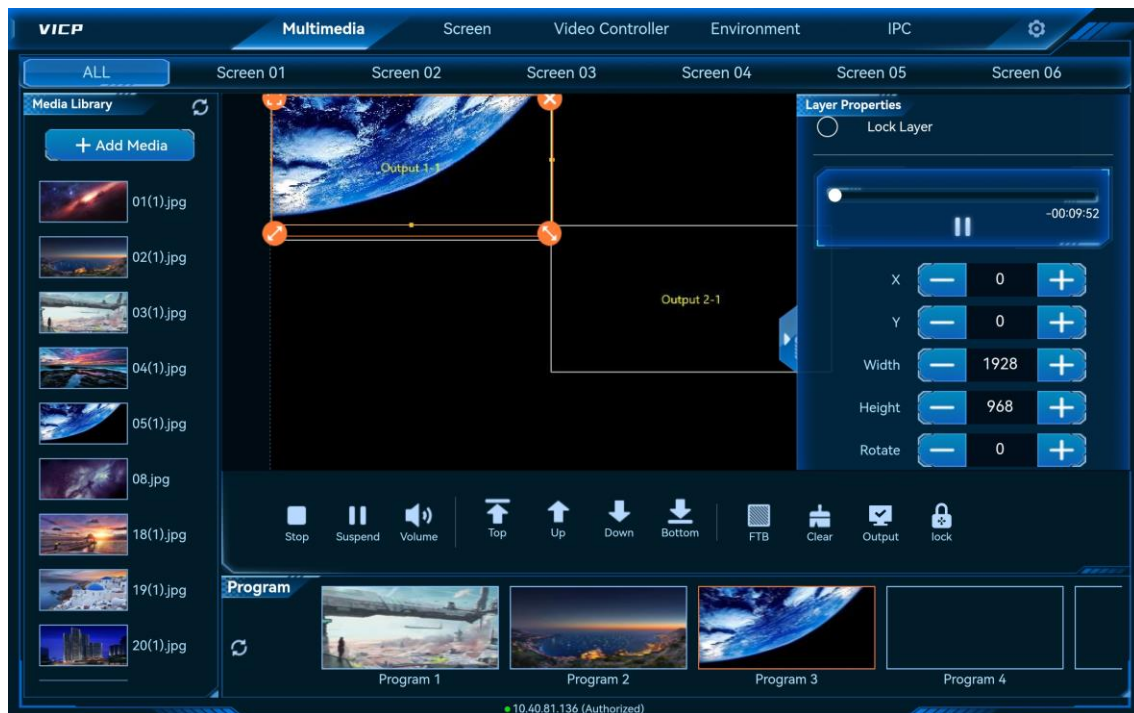 VICP
Multimedia
Screen
Video Controller
Environment
IPC
ALL
Screen 01
Screen 02
Screen 03
Screen 04
Screen 05
Screen 06
Media Library
+ Add Media
01(1).jpg
02(1).jpg
03(1).jpg
04(1).jpg
05(1).jpg
08.jpg
18(1).jpg
19(1).jpg
20(1).jpg
Output 1-1
Output 2-1
Layer Properties
Lock Layer
-00:09:52
X 0
Y 0
Width 1928
Height 968
Rotate 0
Stop
Suspend
Volume
Top
Up
Down
Bottom
FTB
Clear
Output
lock
Program
Program 1
Program 2
Program 3
Program 4
10.40.81.136 (Authorized)